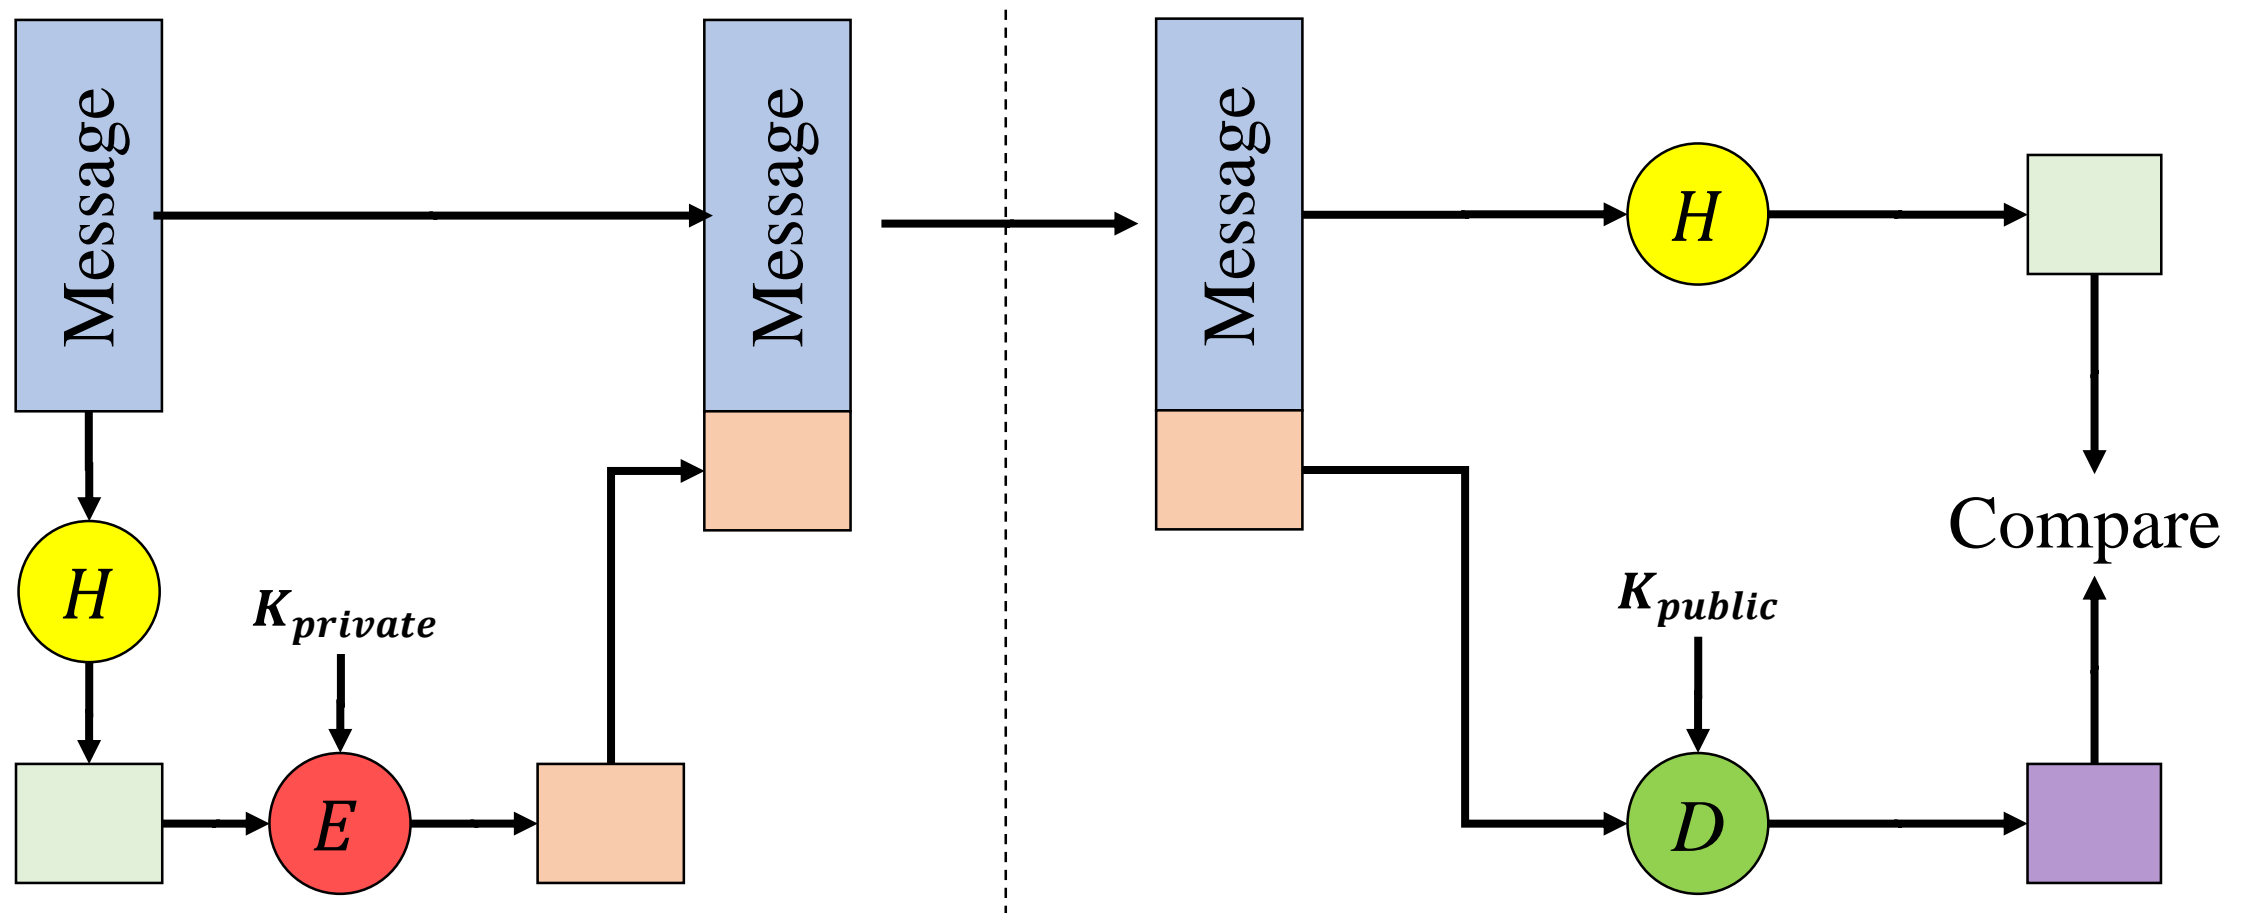 Message
Message
H
K_private
E
Message
H
Compare
K_public
D